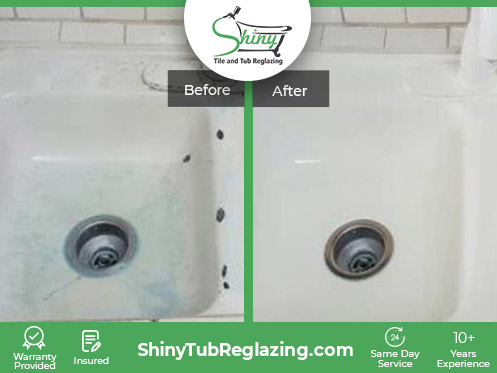 Shiny
Tile and Tub Reglazing
Before
After
Warranty
Provided
Insured
ShinyTubReglazing.com
24
Same Day
Service
10+
Years
Experience